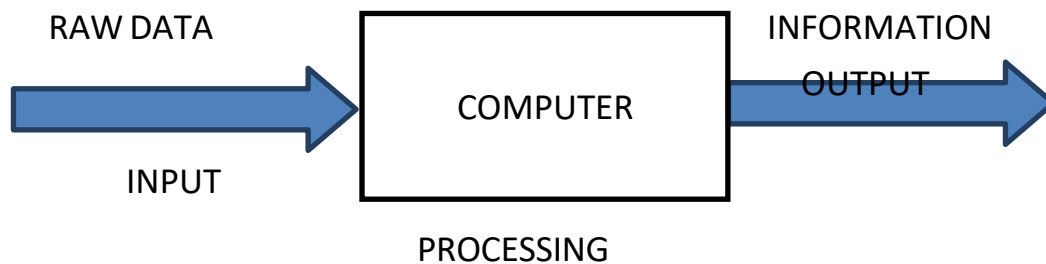 RAW DATA
INFORMATION
OUTPUT
COMPUTER
INPUT
PROCESSING